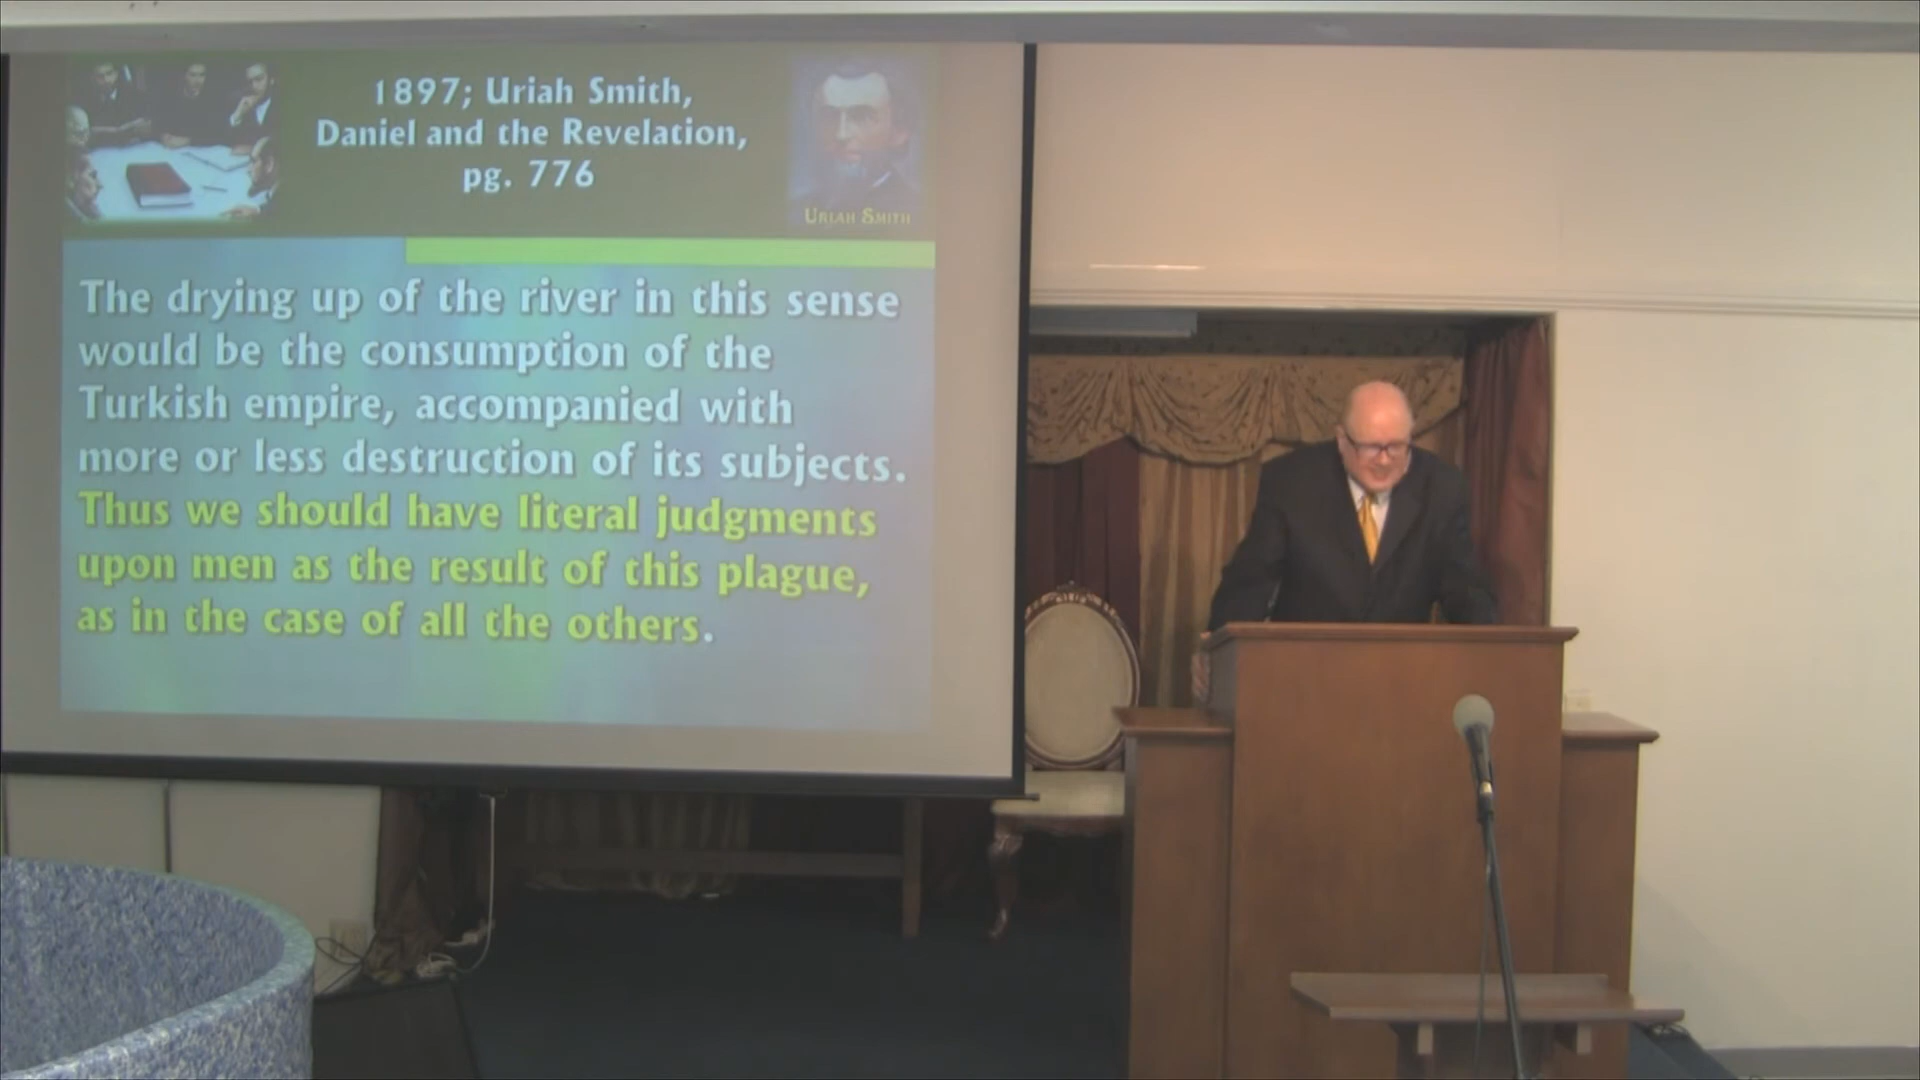 1897; Uriah Smith,
Daniel and the Revelation,
pg. 776
URIAH SMITH
The drying up of the river in this sense
would be the consumption of the
Turkish empire, accompanied with
more or less destruction of its subjects.
Thus we should have literal judgments
upon men as the result of this plague,
as in the case of all the others.